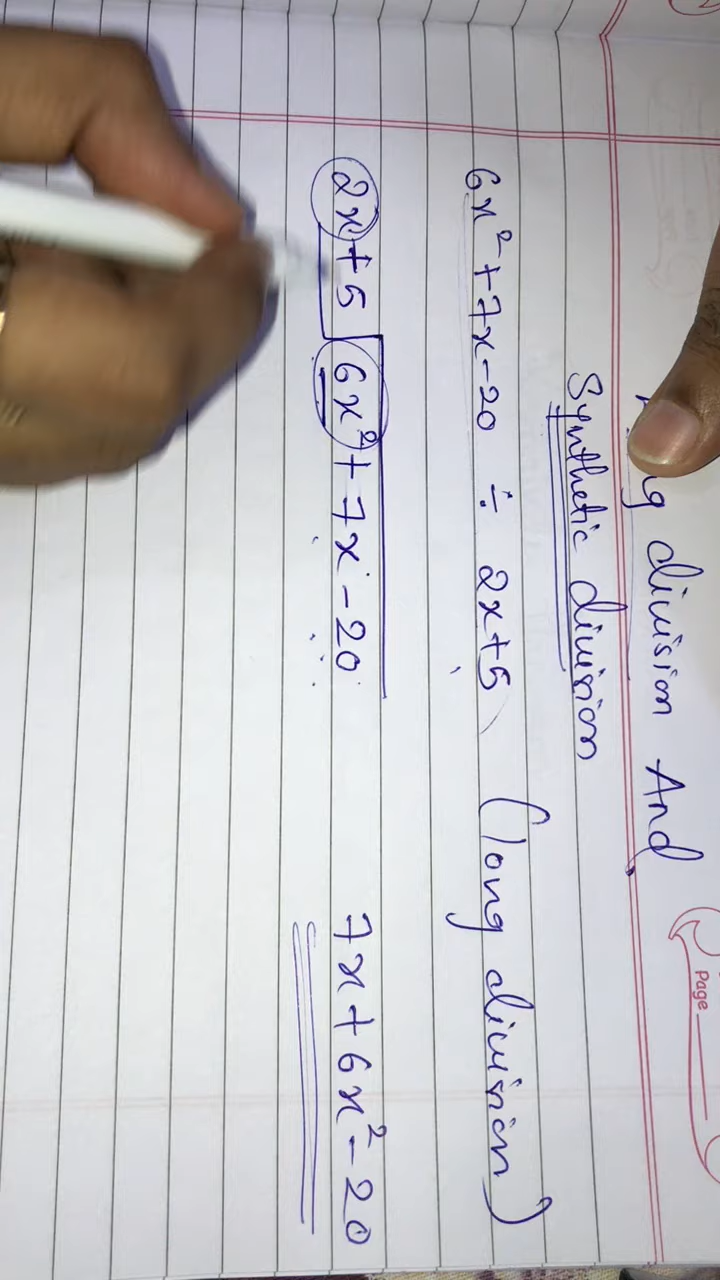 Page
division And
Synthetic division
6x² + 7x - 20 ÷ 2x + 5 (long division)
2x + 5 6x² + 7x - 20 7x + 6x² - 20